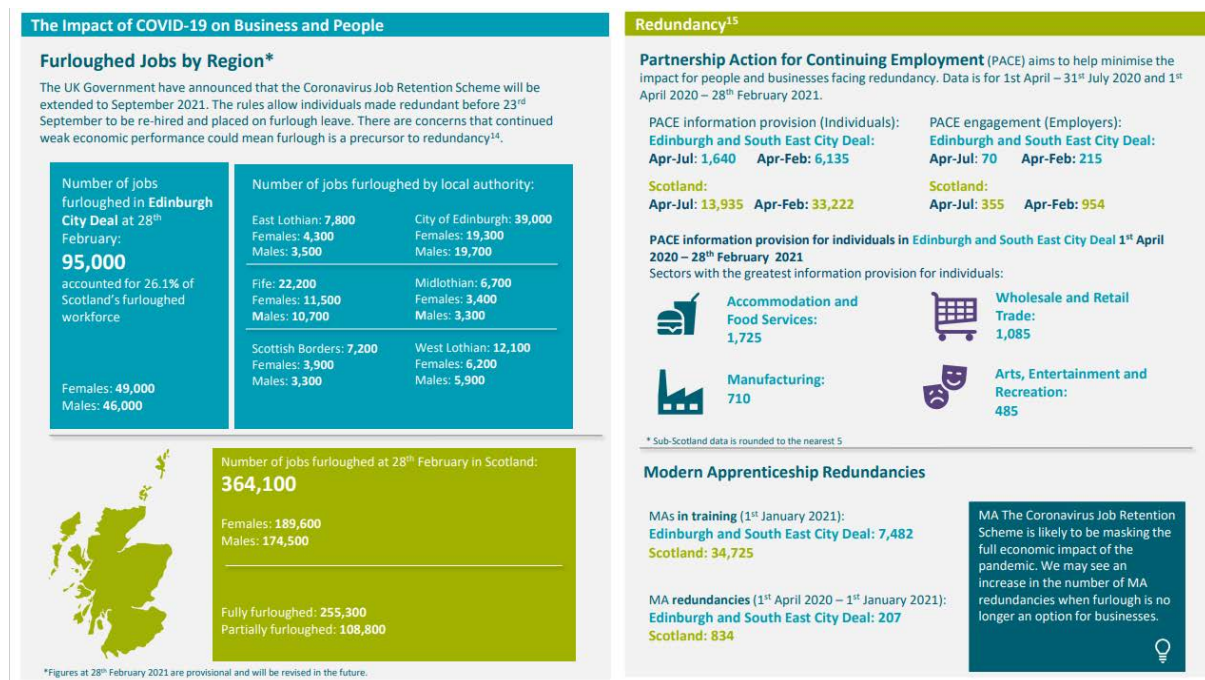 The Impact of COVID-19 on Business and People
Furloughed Jobs by Region*
The UK Government have announced that the Coronavirus Job Retention Scheme will be
extended to September 2021. The rules allow individuals made redundant before 23rd
September to be re-hired and placed on furlough leave. There are concerns that continued
weak economic performance could mean furlough is a precursor to redundancy14.
Number of jobs
furloughed in Edinburgh
City Deal at 28th
February:
95,000
accounted for 26.1% of
Scotland's furloughed
workforce
Females: 49,000
Males: 46,000
Number of jobs furloughed by local authority:
East Lothian: 7,800
Females: 4,300
Males: 3,500
City of Edinburgh: 39,000
Females: 19,300
Males: 19,700
Fife: 22,200
Females: 11,500
Males: 10,700
Midlothian: 6,700
Females: 3,400
Males: 3,300
Scottish Borders: 7,200
Females: 3,900
Males: 3,300
West Lothian: 12,100
Females: 6,200
Males: 5,900
Number of jobs furloughed at 28th February in Scotland:
364,100
Females: 189,600
Males: 174,500
Fully furloughed: 255,300
Partially furloughed: 108,800
*Figures at 28th February 2021 are provisional and will be revised in the future.
Redundancy15
Partnership Action for Continuing Employment (PACE) aims to help minimise the
impact for people and businesses facing redundancy. Data is for 1st April – 31st July 2020 and 1st
April 2020 – 28th February 2021.
PACE information provision (Individuals):
Edinburgh and South East City Deal:
Apr-Jul: 1,640 Apr-Feb: 6,135
Scotland:
Apr-Jul: 13,935 Apr-Feb: 33,222
PACE engagement (Employers):
Edinburgh and South East City Deal:
Apr-Jul: 70 Apr-Feb: 215
Scotland:
Apr-Jul: 355 Apr-Feb: 954
PACE information provision for individuals in Edinburgh and South East City Deal 1st April
2020 – 28th February 2021
Sectors with the greatest information provision for individuals:
Accommodation and
Food Services:
1,725
Wholesale and Retail
Trade:
1,085
Manufacturing:
710
Arts, Entertainment and
Recreation:
485
* Sub-Scotland data is rounded to the nearest 5
Modern Apprenticeship Redundancies
MAs in training (1st January 2021):
Edinburgh and South East City Deal: 7,482
Scotland: 34,725
MA redundancies (1st April 2020 – 1st January 2021):
Edinburgh and South East City Deal: 207
Scotland: 834
MA The Coronavirus Job Retention
Scheme is likely to be masking the
full economic impact of the
pandemic. We may see an
increase in the number of MA
redundancies when furlough is no
longer an option for businesses.